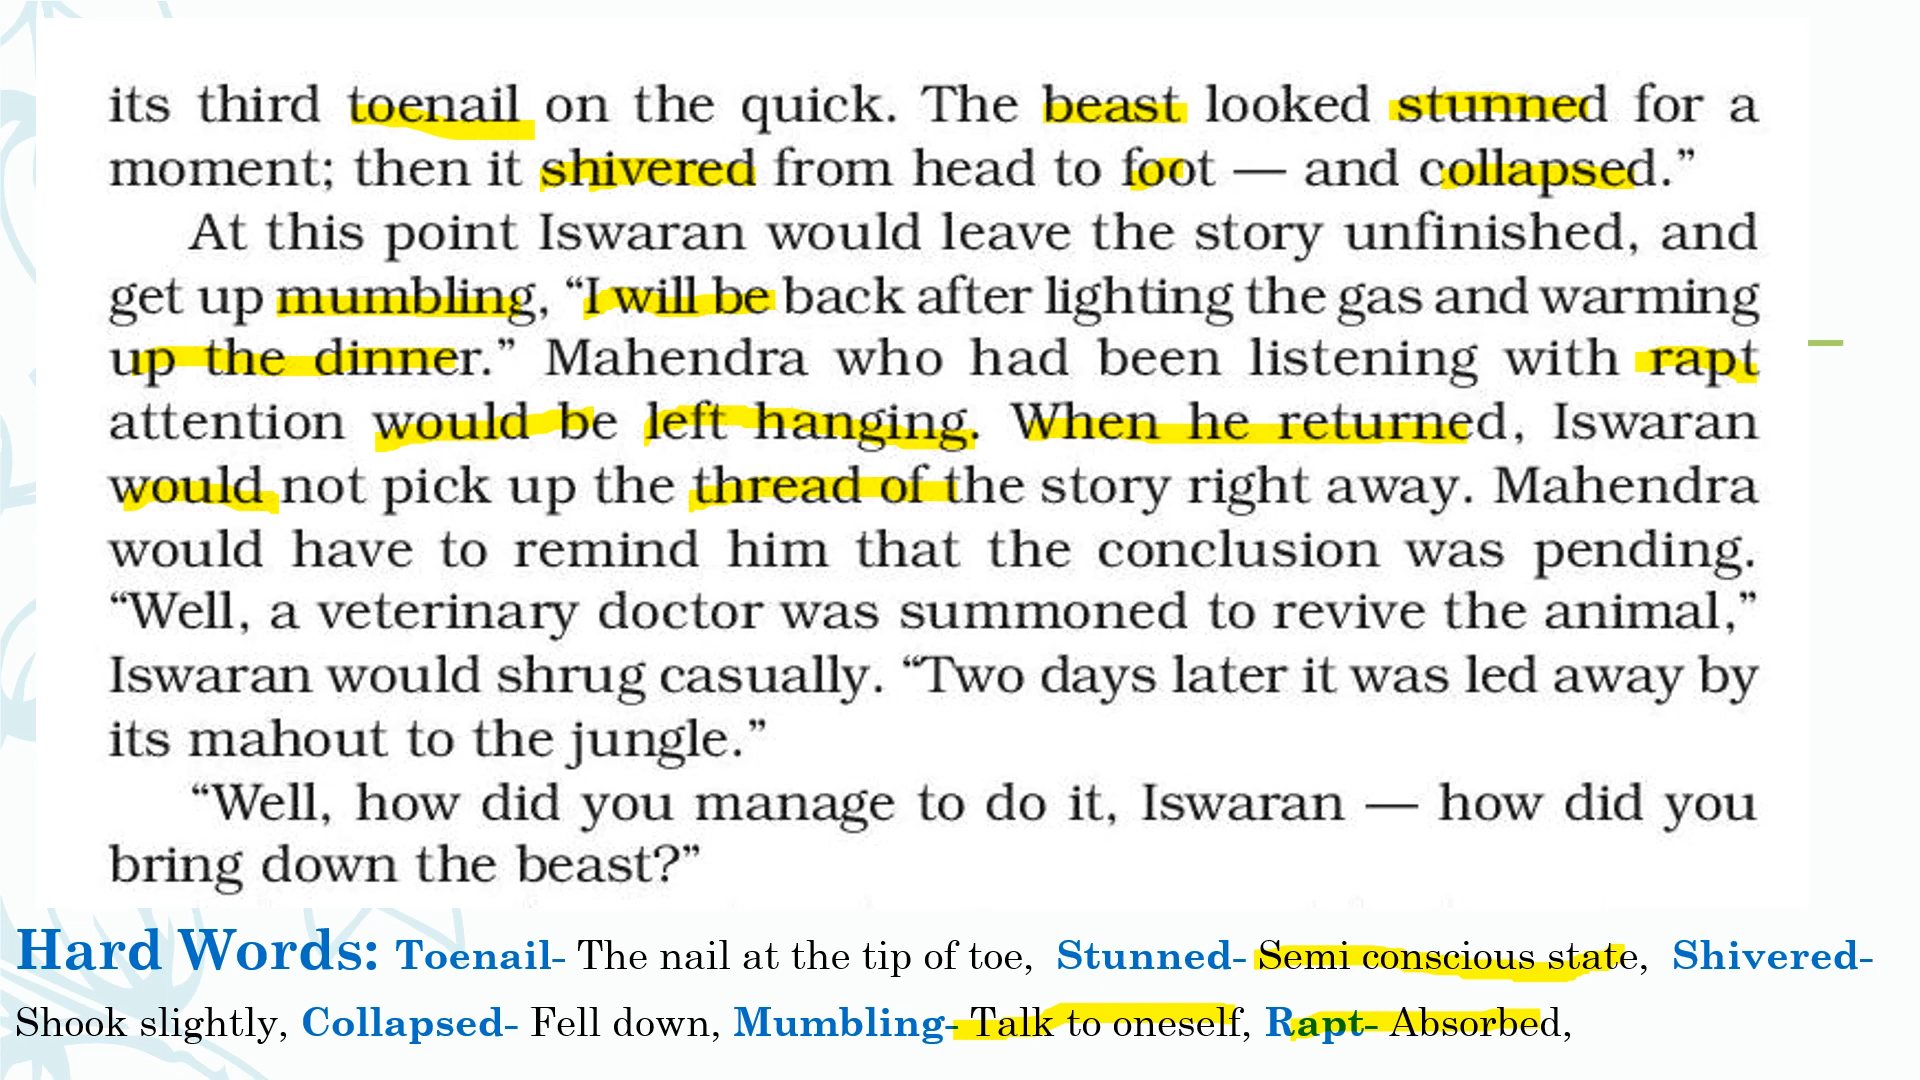 its third toenail on the quick. The beast looked stunned for a
moment; then it shivered from head to foot — and collapsed.”
At this point Iswaran would leave the story unfinished, and
get up mumbling, “I will be back after lighting the gas and warming
up the dinner.” Mahendra who had been listening with rapt
attention would be left hanging. When he returned, Iswaran
would not pick up the thread of the story right away. Mahendra
would have to remind him that the conclusion was pending.
“Well, a veterinary doctor was summoned to revive the animal,”
Iswaran would shrug casually. “Two days later it was led away by
its mahout to the jungle.”
“Well, how did you manage to do it, Iswaran — how did you
bring down the beast?”
Hard Words: Toenail- The nail at the tip of toe, Stunned- Semi conscious state, Shivered-
Shook slightly, Collapsed- Fell down, Mumbling- Talk to oneself, Rapt- Absorbed,